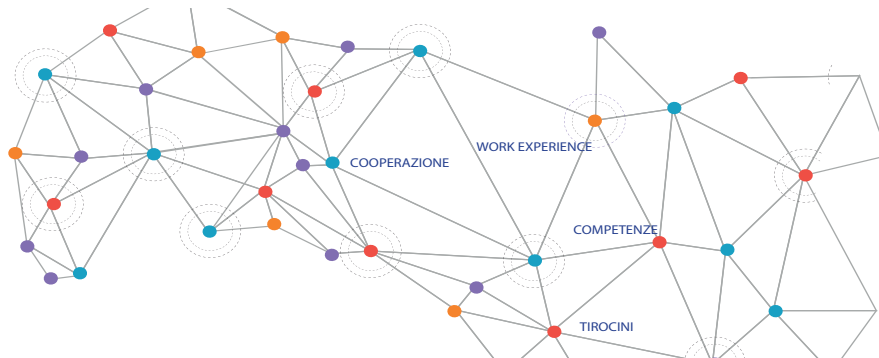 WORK EXPERIENCE
COOPERAZIONE
COMPETENZE
TIROCINI